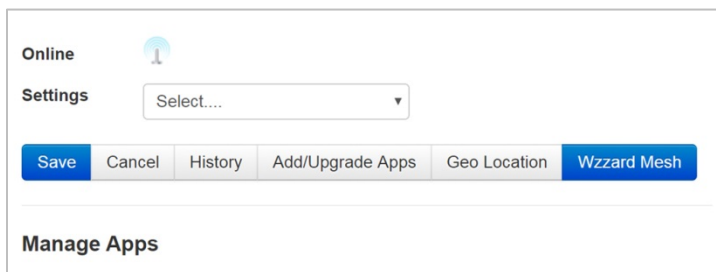 Online
Settings
Select....
Save Cancel History Add/Upgrade Apps Geo Location Wzzard Mesh
Manage Apps